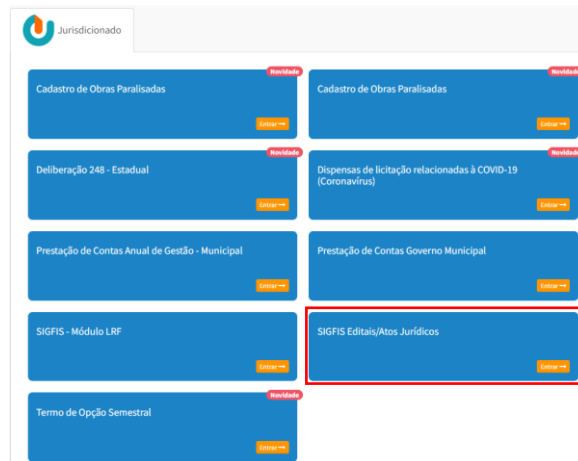 Jurisdicionado
Novidade
Novidade
Cadastro de Obras Paralisadas
Cadastro de Obras Paralisadas
Entrar→
Entrar→
Novidade
Novidade
Deliberação 248 - Estadual
Dispensas de licitação relacionadas à COVID-19
(Coronavírus)
Entrar→
Entrar→
Prestação de Contas Anual de Gestão - Municipal
Prestação de Contas Governo Municipal
Entrar→
Entrar→
SIGFIS - Módulo LRF
SIGFIS Editais/Atos Jurídicos
Entrar→
Entrar→
Novidade
Termo de Opção Semestral
Entrar→